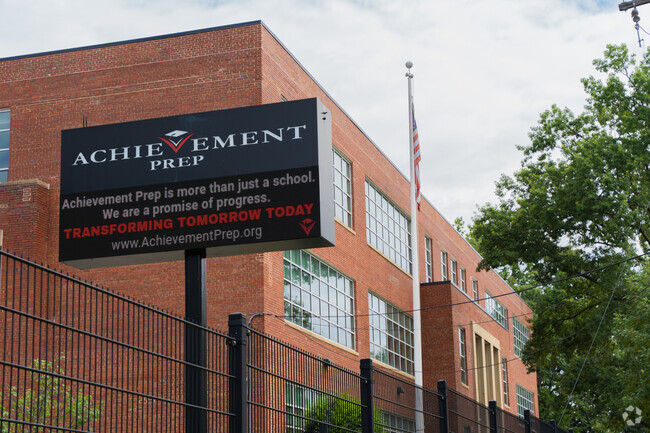 ACHIEVEMENT
PREP
Achievement Prep is more than just a school.
We are a promise of progress.
TRANSFORMING TOMORROW TODAY
www.AchievementPrep.org